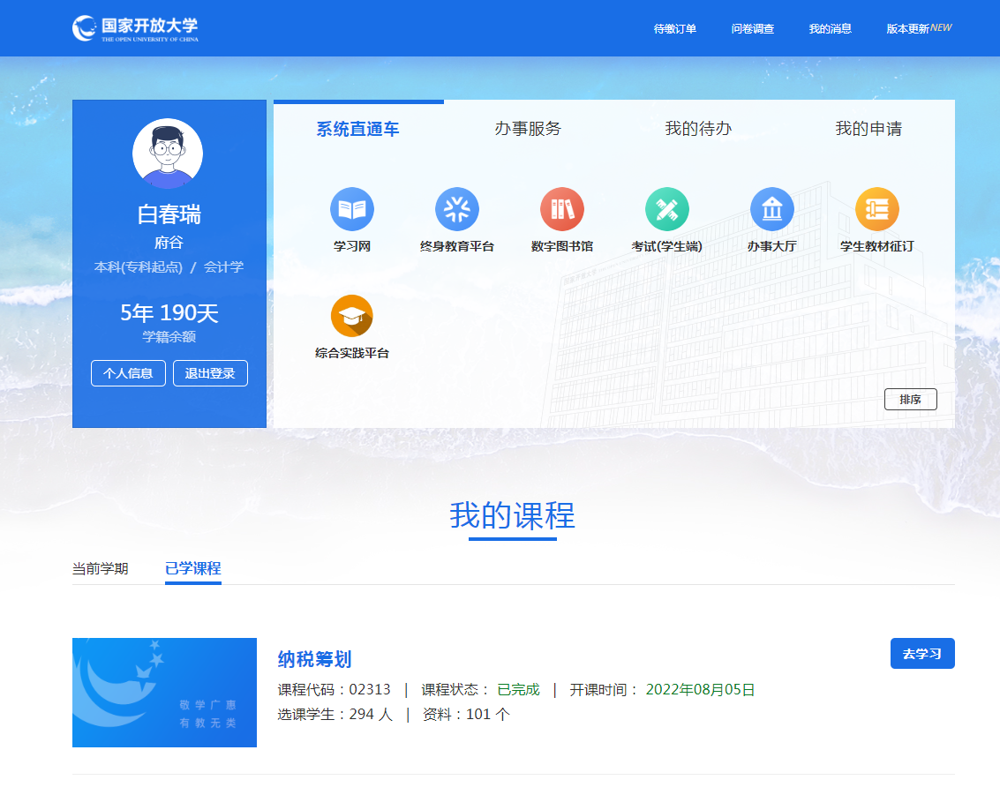 国家开放大学
THE OPEN UNIVERSITY OF CHINA
待缴订单 问卷调查 我的消息 版本更新NEW
白春瑞
府谷
本科(专科起点) / 会计学
5年 190天
学籍余额
个人信息 退出登录
系统直通车 办事服务 我的待办 我的申请
学习网 终身教育平台 数字图书馆 考试(学生端) 办事大厅 学生教材征订
综合实践平台
排序
我的课程
当前学期 已学课程
敬学广惠
有教无类
纳税筹划
去学习
课程代码：02313 | 课程状态： 已完成 | 开课时间： 2022年08月05日
选课学生：294 人 | 资料：101 个